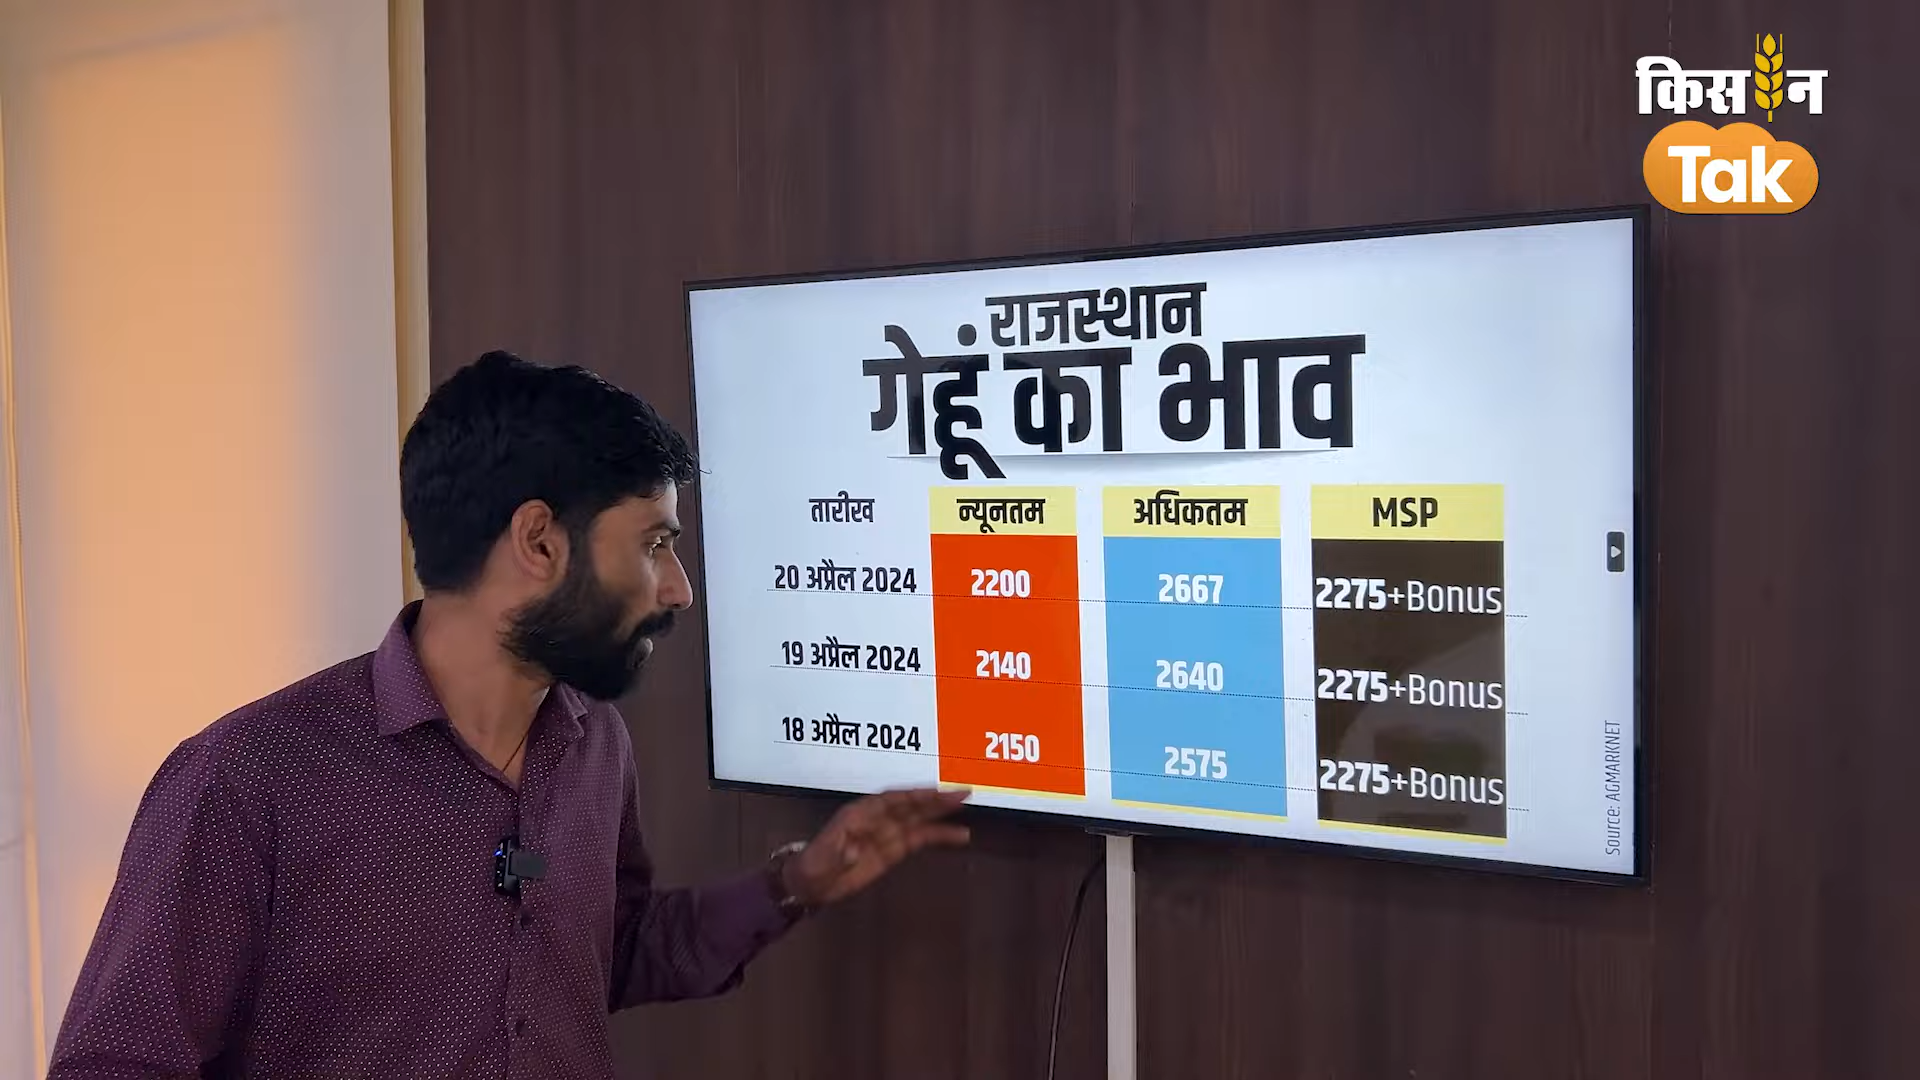 किसान
Tak
राजस्थान
गेहूं का भाव
तारीख न्यूनतम अधिकतम MSP
20 अप्रैल 2024 2200 2667 2275+Bonus
19 अप्रैल 2024 2140 2640 2275+Bonus
18 अप्रैल 2024 2150 2575 2275+Bonus
Source: AGMARKNET